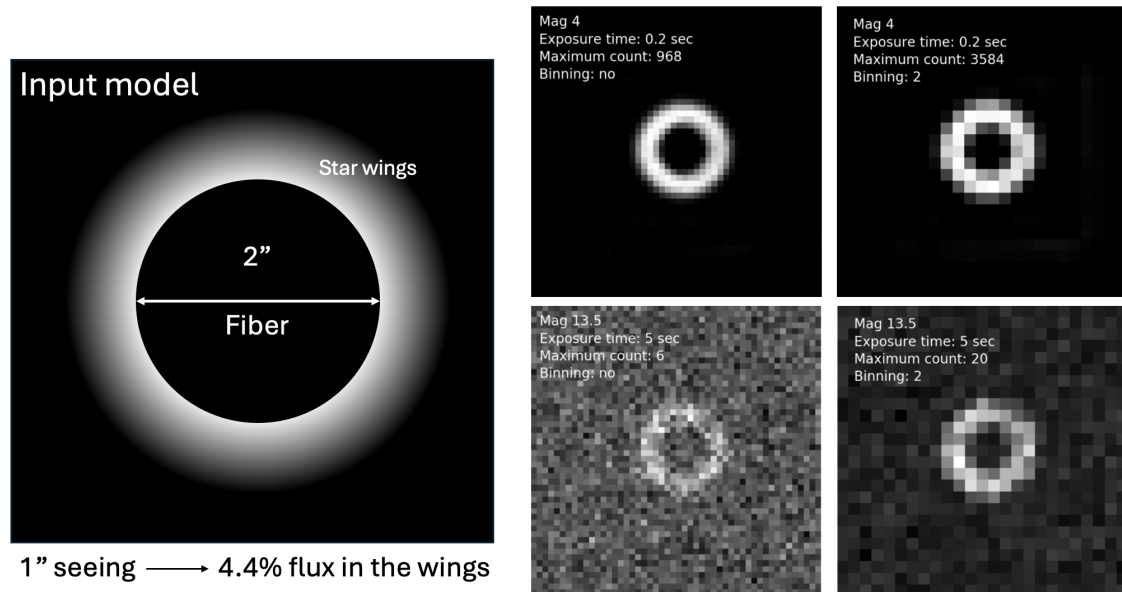 Input model
Star wings
2”
Fiber
1” seeing ⟶ 4.4% flux in the wings
Mag 4
Exposure time: 0.2 sec
Maximum count: 968
Binning: no
Mag 4
Exposure time: 0.2 sec
Maximum count: 3584
Binning: 2
Mag 13.5
Exposure time: 5 sec
Maximum count: 6
Binning: no
Mag 13.5
Exposure time: 5 sec
Maximum count: 20
Binning: 2